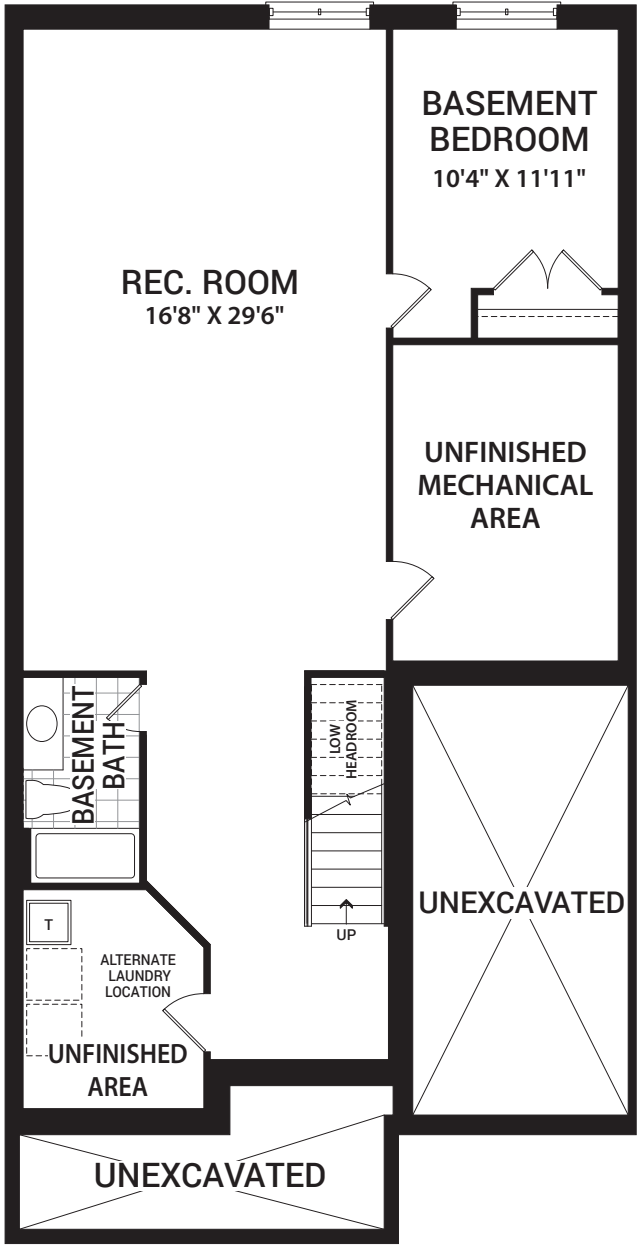 BASEMENT
BEDROOM
10'4" X 11'11"
REC. ROOM
16'8" X 29'6"
UNFINISHED
MECHANICAL
AREA
BASEMENT
BATH
LOW
HEADROOM
UP
UNEXCAVATED
T
ALTERNATE
LAUNDRY
LOCATION
UNFINISHED
AREA
UNEXCAVATED